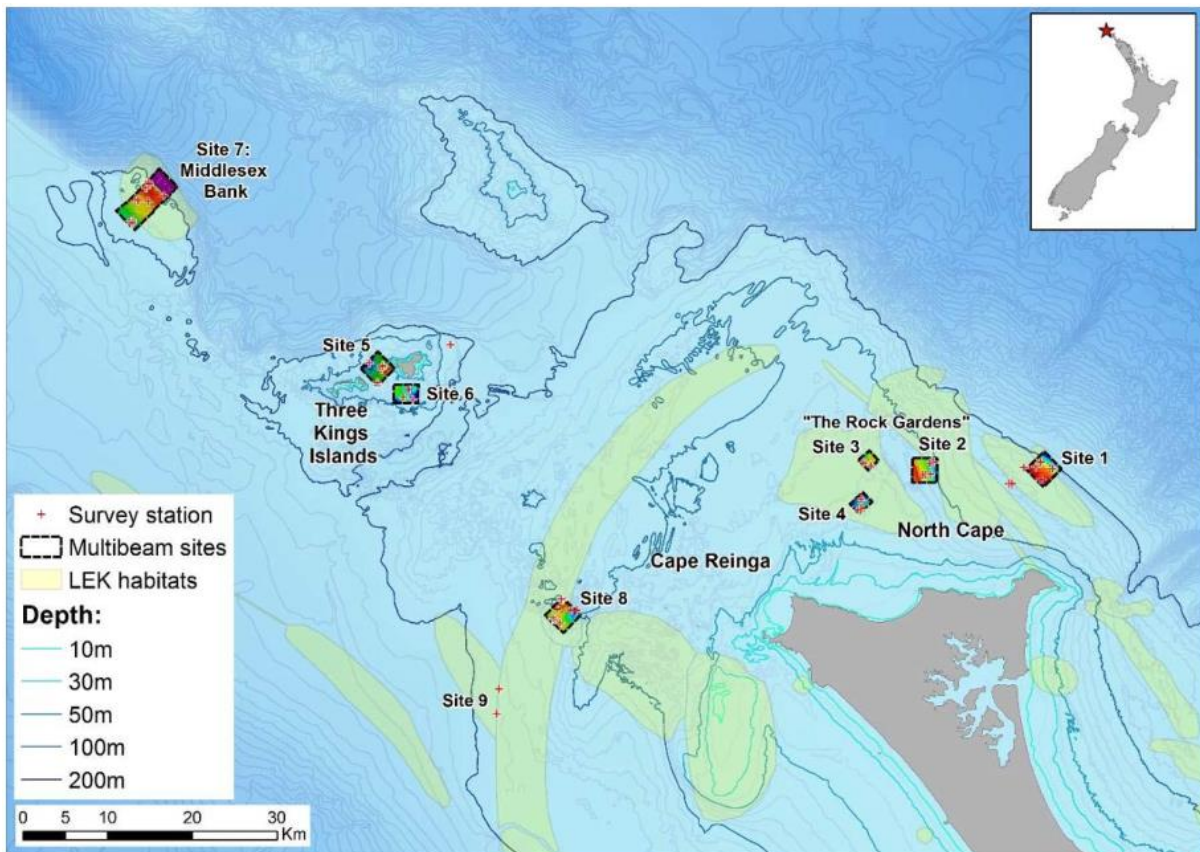 Site 7:
Middlesex
Bank
Site 5
Site 6
Three
Kings
Islands
"The Rock Gardens"
Site 3
Site 2
Site 1
Site 4
North Cape
Cape Reinga
Site 8
Site 9
Survey station
Multibeam sites
LEK habitats
Depth:
10m
30m
50m
100m
200m
0 5 10 20 30
Km